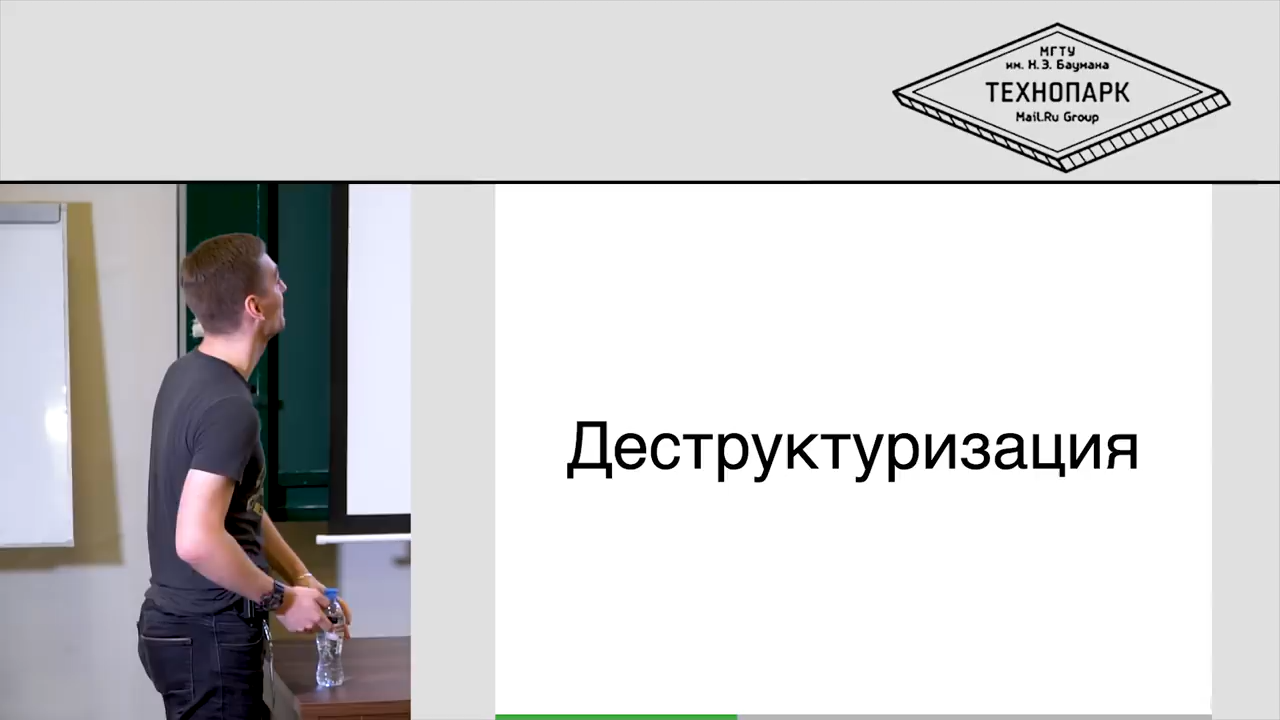 МГТУ
им. Н.Э. Баумана
ТЕХНОПАРК
Mail.Ru Group
Деструктуризация